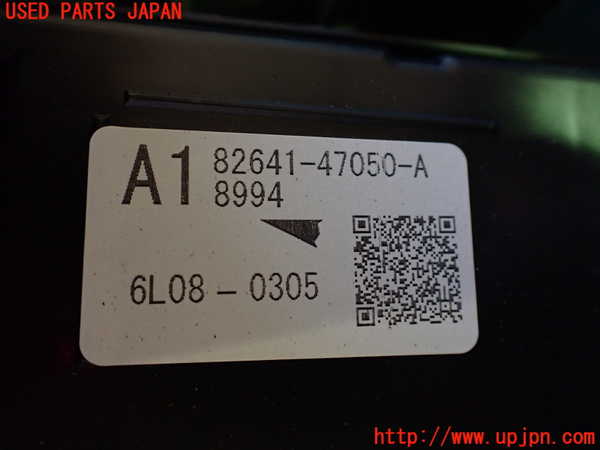 USED PARTS JAPAN
A1 82641-47050-A
8994
6L08-0305
http://www.upjpn.com/